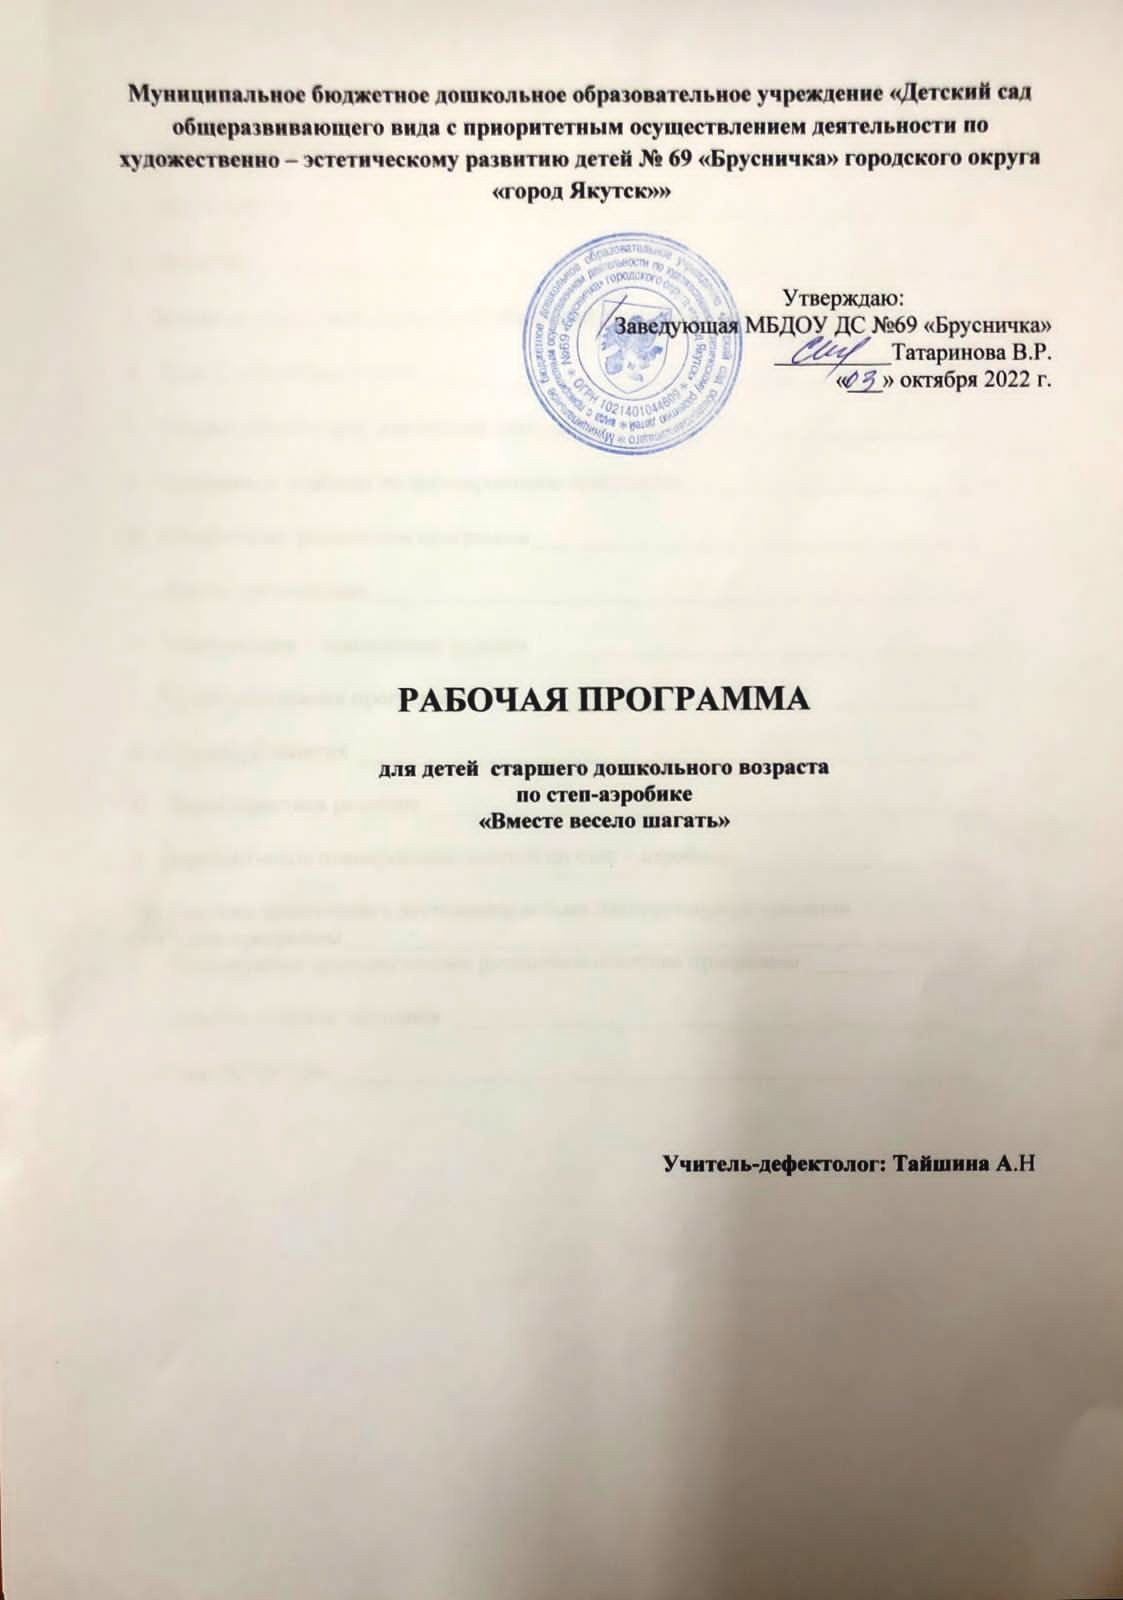 Муниципальное бюджетное дошкольное образовательное учреждение «Детский сад
общеразвивающего вида с приоритетным осуществлением деятельности по
художественно – эстетическому развитию детей № 69 «Брусничка» городского округа
«город Якутск»»
Утверждаю:
Заведующая МБДОУ ДС №69 «Брусничка»
Татаринова В.Р.
«03» октября 2022 г.
ОГРН 1021401044609
РАБОЧАЯ ПРОГРАММА
для детей старшего дошкольного возраста
по степ-аэробике
«Вместе весело шагать»
Учитель-дефектолог: Тайшина А.Н